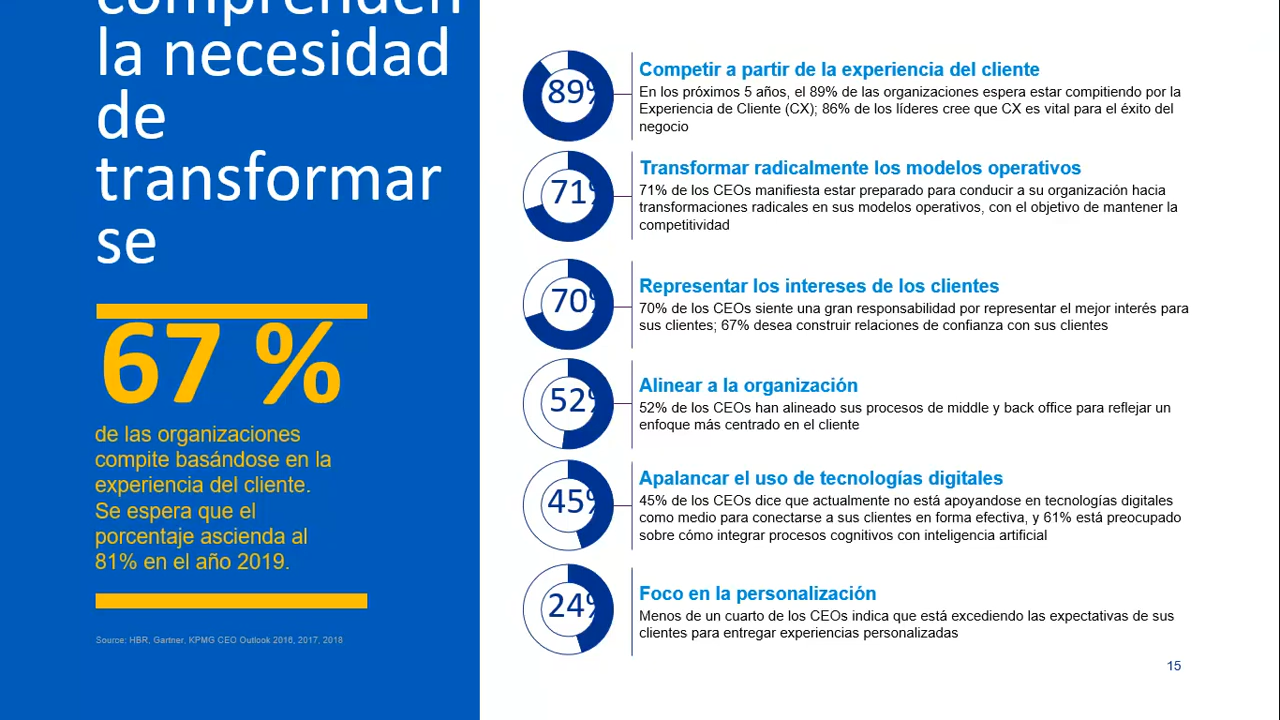 comprenden
la necesidad
de
transformar
se
67 %
de las organizaciones
compite basándose en la
experiencia del cliente.
Se espera que el
porcentaje ascienda al
81% en el año 2019.
Source: HBR, Gartner, KPMG CEO Outlook 2016, 2017, 2018
89%
Competir a partir de la experiencia del cliente
En los próximos 5 años, el 89% de las organizaciones espera estar compitiendo por la
Experiencia de Cliente (CX); 86% de los líderes cree que CX es vital para el éxito del
negocio
71%
Transformar radicalmente los modelos operativos
71% de los CEOs manifiesta estar preparado para conducir a su organización hacia
transformaciones radicales en sus modelos operativos, con el objetivo de mantener la
competitividad
70%
Representar los intereses de los clientes
70% de los CEOs siente una gran responsabilidad por representar el mejor interés para
sus clientes; 67% desea construir relaciones de confianza con sus clientes
52%
Alinear a la organización
52% de los CEOs han alineado sus procesos de middle y back office para reflejar un
enfoque más centrado en el cliente
45%
Apalancar el uso de tecnologías digitales
45% de los CEOs dice que actualmente no está apoyandose en tecnologías digitales
como medio para conectarse a sus clientes en forma efectiva, y 61% está preocupado
sobre cómo integrar procesos cognitivos con inteligencia artificial
24%
Foco en la personalización
Menos de un cuarto de los CEOs indica que está excediendo las expectativas de sus
clientes para entregar experiencias personalizadas
15